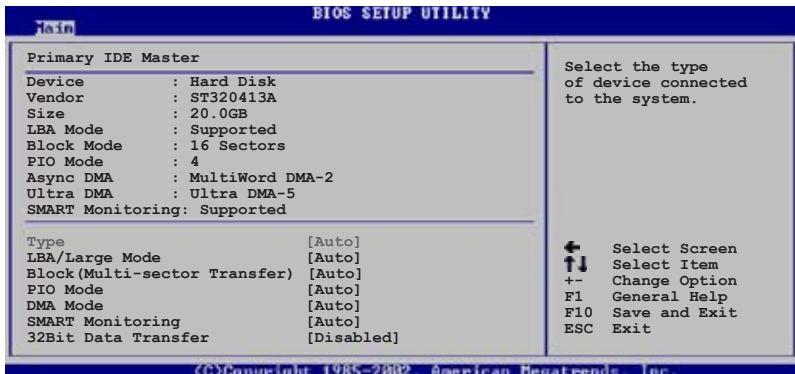 BIOS SETUP UTILITY
Main
Primary IDE Master
Device : Hard Disk
Vendor : ST320413A
Size : 20.0GB
LBA Mode : Supported
Block Mode : 16 Sectors
PIO Mode : 4
Async DMA : MultiWord DMA-2
Ultra DMA : Ultra DMA-5
SMART Monitoring: Supported
Type [Auto]
LBA/Large Mode [Auto]
Block(Multi-sector Transfer) [Auto]
PIO Mode [Auto]
DMA Mode [Auto]
SMART Monitoring [Auto]
32Bit Data Transfer [Disabled]
Select the type
of device connected
to the system.
← Select Screen
↑↓ Select Item
+- Change Option
F1 General Help
F10 Save and Exit
ESC Exit
(C)Copyright 1985-2002, American Megatrends, Inc.